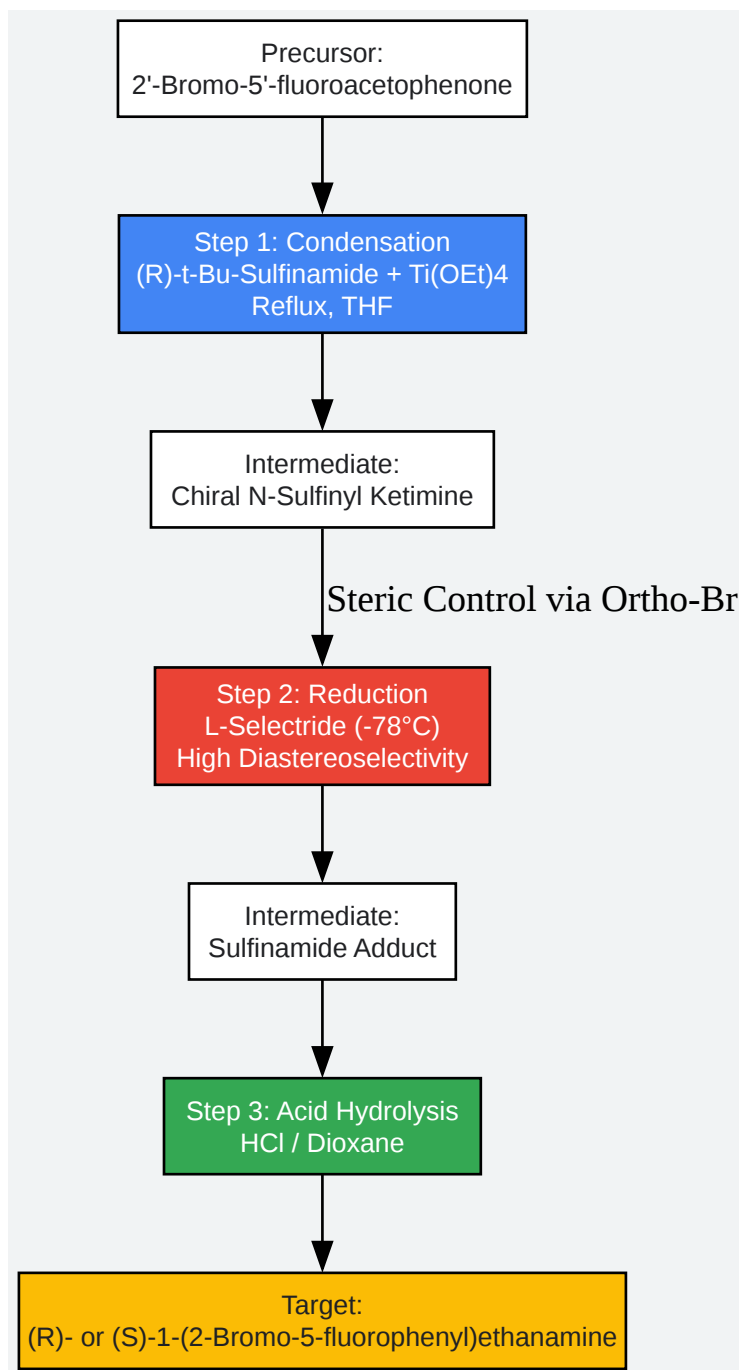 Precursor:
2'-Bromo-5'-fluoroacetophenone
Step 1: Condensation
(R)-t-Bu-Sulfinamide + Ti(OEt)4
Reflux, THF
Intermediate:
Chiral N-Sulfinyl Ketimine
Steric Control via Ortho-Br
Step 2: Reduction
L-Selectride (-78°C)
High Diastereoselectivity
Intermediate:
Sulfinamide Adduct
Step 3: Acid Hydrolysis
HCl / Dioxane
Target:
(R)- or (S)-1-(2-Bromo-5-fluorophenyl)ethanamine